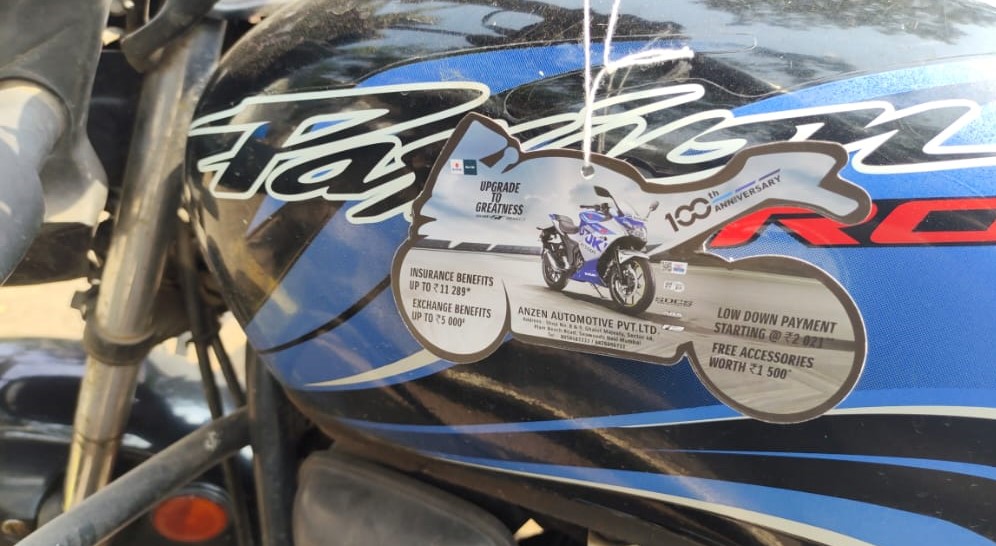 Passion
PRO
UPGRADE
TO
GREATNESS
100th
ANNIVERSARY
INSURANCE BENEFITS
UP TO ₹11 289*
EXCHANGE BENEFITS
UP TO ₹5 000*
ANZEN AUTOMOTIVE PVT.LTD.
LOW DOWN PAYMENT
STARTING @ ₹2 021**
FREE ACCESSORIES
WORTH ₹1 500*